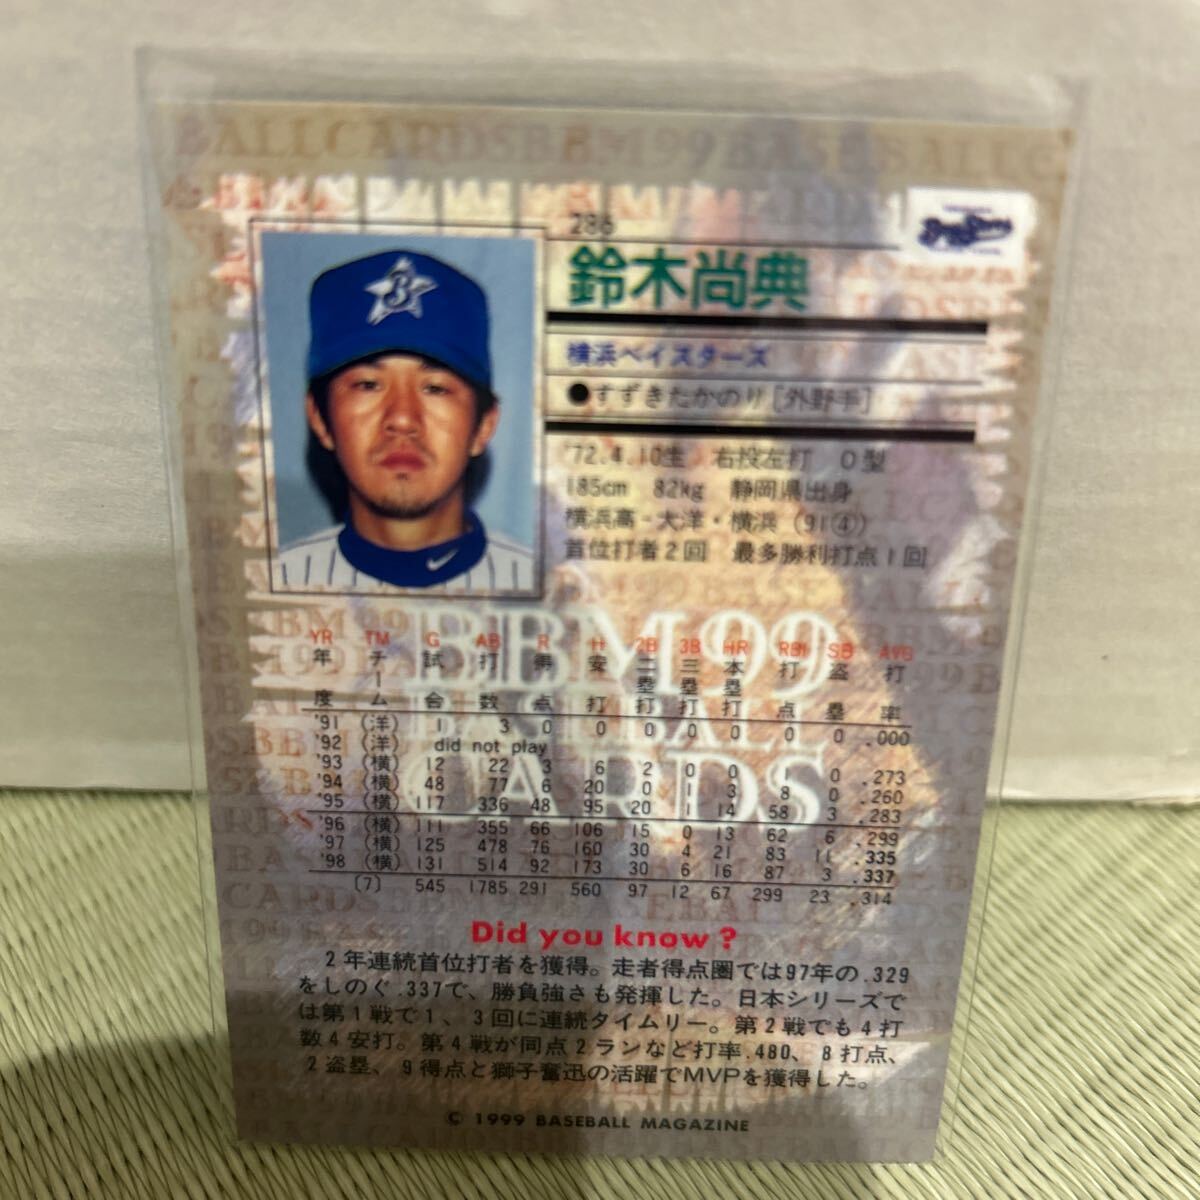 BALLCARDSBBM99BASEBALLC
286
鈴木尚典
横浜ベイスターズ
●すずきたかのり[外野手]
'72.4.10生 右投左打 O型
185cm 82kg 静岡県出身
横浜高-大洋・横浜(91④)
首位打者2回 最多勝利打点1回
BBM99
BASEBALL
CARDS
YR TM G AB R H 2B 3B HR RBI SB AVG
年度 チーム 試合 打数 得点 安打 二塁打 三塁打 本塁打 打点 盗塁 打率
'91 (洋) 1 3 0 0 0 0 0 0 0 .000
'92 (洋) did not play
'93 (横) 12 22 3 6 2 0 0 1 0 .273
'94 (横) 48 77 6 20 0 1 3 8 0 .260
'95 (横) 117 336 48 95 20 1 14 58 3 .283
'96 (横) 111 355 66 106 15 0 13 62 6 .299
'97 (横) 125 478 76 160 30 4 21 83 11 .335
'98 (横) 131 514 92 173 30 6 16 87 3 .337
〔7〕 545 1785 291 560 97 12 67 299 23 .314
Did you know?
2年連続首位打者を獲得。走者得点圏では97年の.329
をしのぐ.337で、勝負強さも発揮した。日本シリーズで
は第1戦で1、3回に連続タイムリー。第2戦でも4打
数4安打。第4戦が同点2ランなど打率.480、8打点、
2盗塁、9得点と獅子奮迅の活躍でMVPを獲得した。
© 1999 BASEBALL MAGAZINE